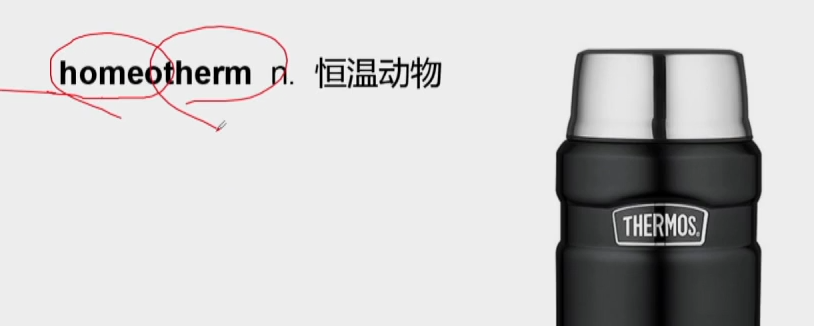 homeotherm n. 恒温动物
THERMOS